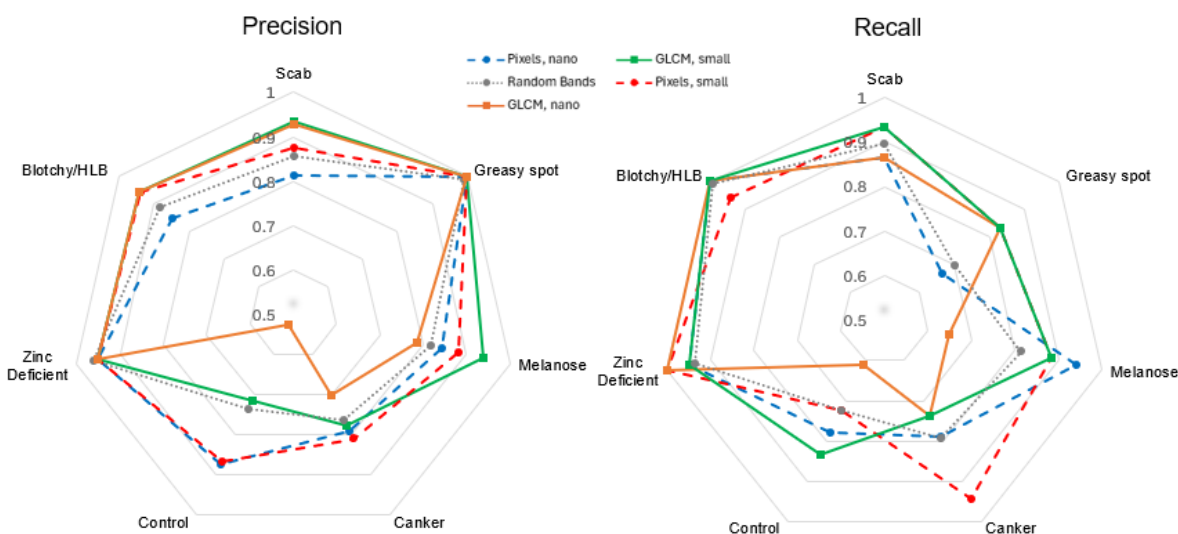 Precision
Recall
Pixels, nano
GLCM, small
Random Bands
Pixels, small
GLCM, nano
Scab
1
0.9
0.8
0.7
0.6
0.5
Greasy spot
Melanose
Canker
Control
Zinc
Deficient
Blotchy/HLB
Scab
1
0.9
0.8
0.7
0.6
0.5
Greasy spot
Melanose
Canker
Control
Zinc
Deficient
Blotchy/HLB